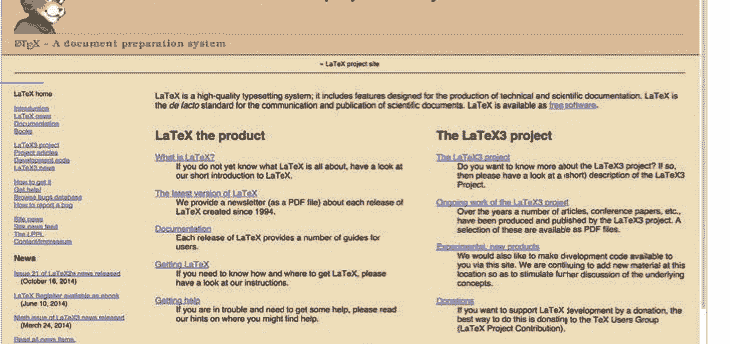 LaTeX – A document preparation system
» LaTeX project site
LaTeX home
Introduction
LaTeX news
Documentation
Books
LaTeX3 project
Project articles
Development code
LaTeX3 news
How to get it
Get help!
Browse bugs database
How to report a bug
Site news
Site news feed
The LPPL
Contact/Impressum
News
Issue 21 of LaTeX2e news released
(October 16, 2014)
LaTeX Begleiter available as ebook
(June 10, 2014)
Ninth issue of LaTeX3 news released
(March 24, 2014)
Read all news items.
LaTeX is a high-quality typesetting system; it includes features designed for the production of technical and scientific documentation. LaTeX is
the de facto standard for the communication and publication of scientific documents. LaTeX is available as free software.
LaTeX the product
What is LaTeX?
If you do not yet know what LaTeX is all about, have a look at
our short introduction to LaTeX.
The latest version of LaTeX
We provide a newsletter (as a PDF file) about each release of
LaTeX created since 1994.
Documentation
Each release of LaTeX provides a number of guides for
users.
Getting LaTeX
If you need to know how and where to get LaTeX, please
have a look at our instructions.
Getting help
If you are in trouble and need to get some help, please read
our hints on where you might find help.
The LaTeX3 project
The LaTeX3 project
Do you want to know more about the LaTeX3 project? If so,
then please have a look at a (short) description of the LaTeX3
Project.
Ongoing work of the LaTeX3 project
Over the years a number of articles, conference papers, etc.,
have been produced and published by the LaTeX3 project. A
selection of these are available as PDF files.
Experimental, new products
We would also like to make development code available to
you via this site. We are continuing to add new material at this
location so as to stimulate further discussion of the underlying
concepts.
Donations
If you want to support LaTeX development by a donation, the
best way to do this is donating to the TeX Users Group
(LaTeX Project Contribution).